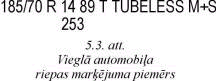 185/70 R 14 89 T TUBELESS M+S
253
5.3. att.
Vieglā automobiļa
riepas marķējuma piemērs